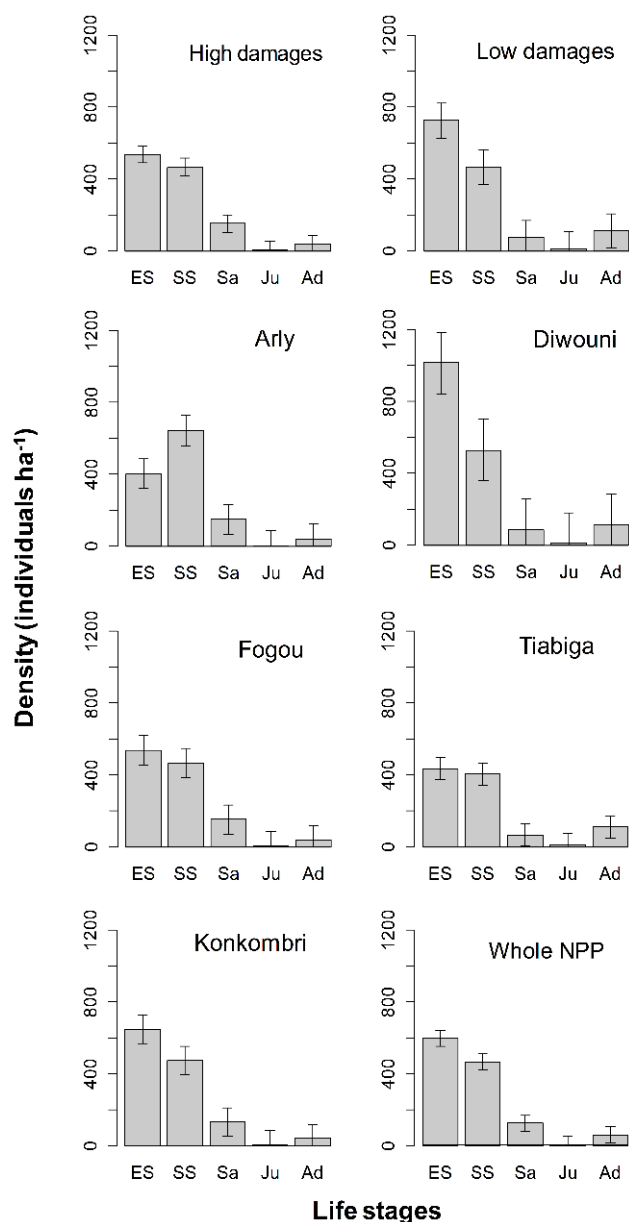 Density (individuals ha⁻¹)
High damages
1200
800
400
0
ES SS Sa Ju Ad
Low damages
1200
800
400
0
ES SS Sa Ju Ad
Arly
1200
800
400
0
ES SS Sa Ju Ad
Diwouni
1200
800
400
0
ES SS Sa Ju Ad
Fogou
1200
800
400
0
ES SS Sa Ju Ad
Tiabiga
1200
800
400
0
ES SS Sa Ju Ad
Konkombri
1200
800
400
0
ES SS Sa Ju Ad
Whole NPP
1200
800
400
0
ES SS Sa Ju Ad
Life stages